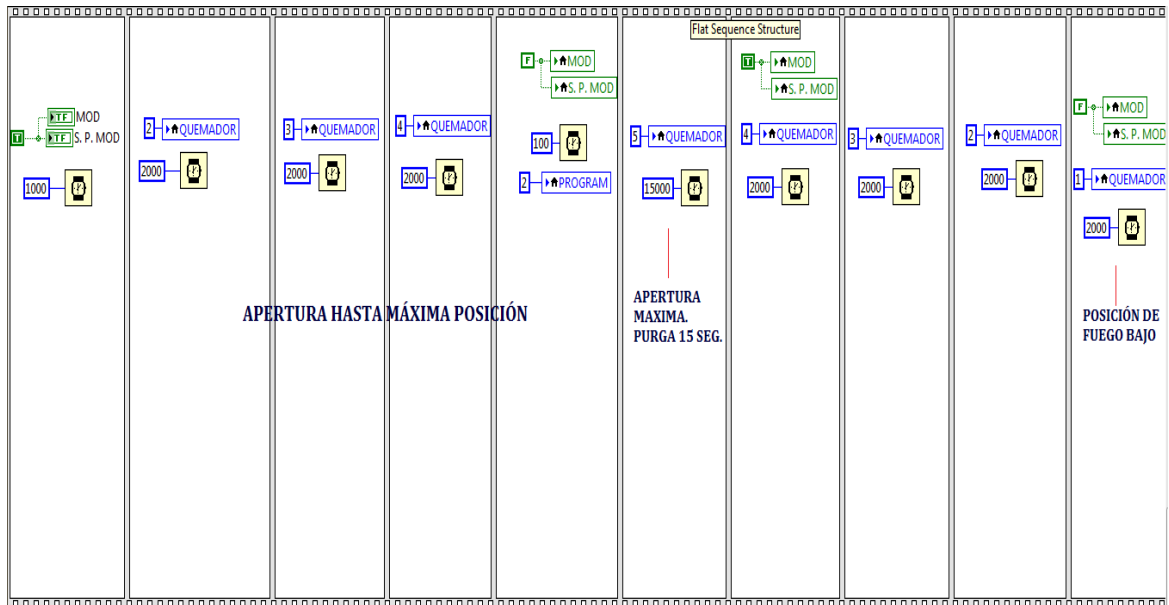 Flat Sequence Structure
T
TF MOD
TF S. P. MOD
1000
2 QUEMADOR
2000
3 QUEMADOR
2000
4 QUEMADOR
2000
F MOD
S. P. MOD
100
2 PROGRAM
5 QUEMADOR
15000
T MOD
S. P. MOD
4 QUEMADOR
2000
3 QUEMADOR
2000
2 QUEMADOR
2000
F MOD
S. P. MOD
1 QUEMADOR
2000
APERTURA HASTA MÁXIMA POSICIÓN
APERTURA
MAXIMA.
PURGA 15 SEG.
POSICIÓN DE
FUEGO BAJO